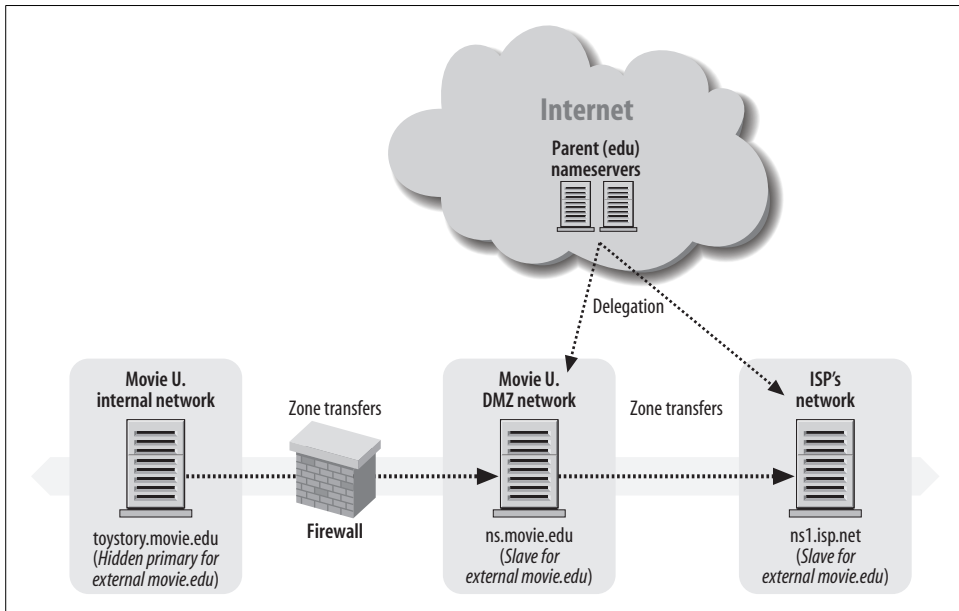 Internet
Parent (edu)
nameservers
Delegation
Movie U.
internal network
Zone transfers
Movie U.
DMZ network
Zone transfers
ISP's
network
Firewall
toystory.movie.edu
(Hidden primary for
external movie.edu)
ns.movie.edu
(Slave for
external movie.edu)
ns1.isp.net
(Slave for
external movie.edu)